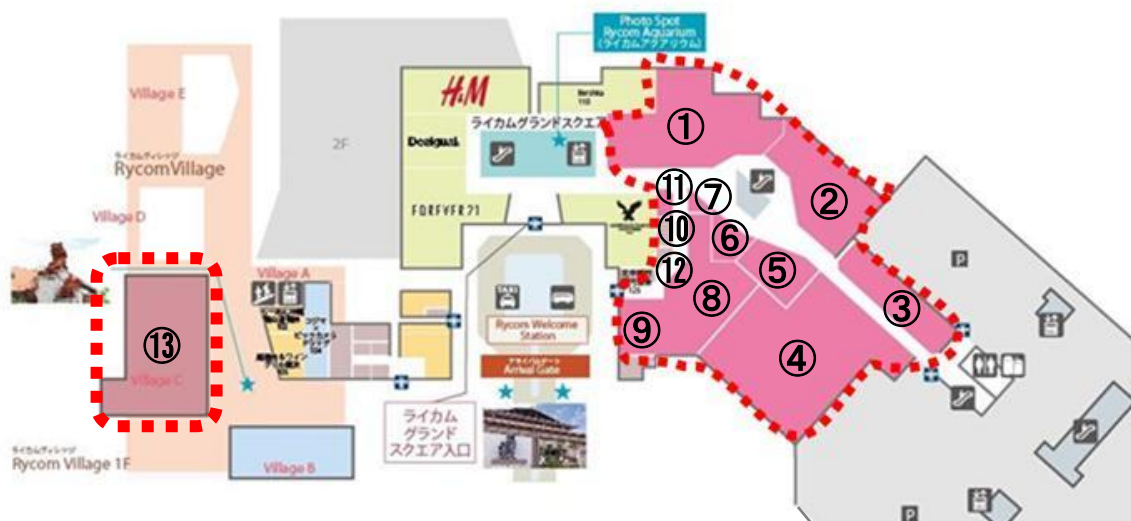 Photo Spot
Rycom Aquarium
(ライカムアクアリウム)
Village E
2F
H&M
Bershka
110
ライカムグランドスクエア
Desigual
①
ライカムヴィレッジ
RycomVillage
⑪
⑦
②
Village D
FOREVER21
⑩
⑥
P
Village A
⑫
⑤
TAXI
⑧
③
⑬
Rycom Welcome
Station
⑨
④
Village C
Arrival Gate
ライカム
グランド
スクエア入口
ライカムヴィレッジ
Rycom Village 1F
Village B
P